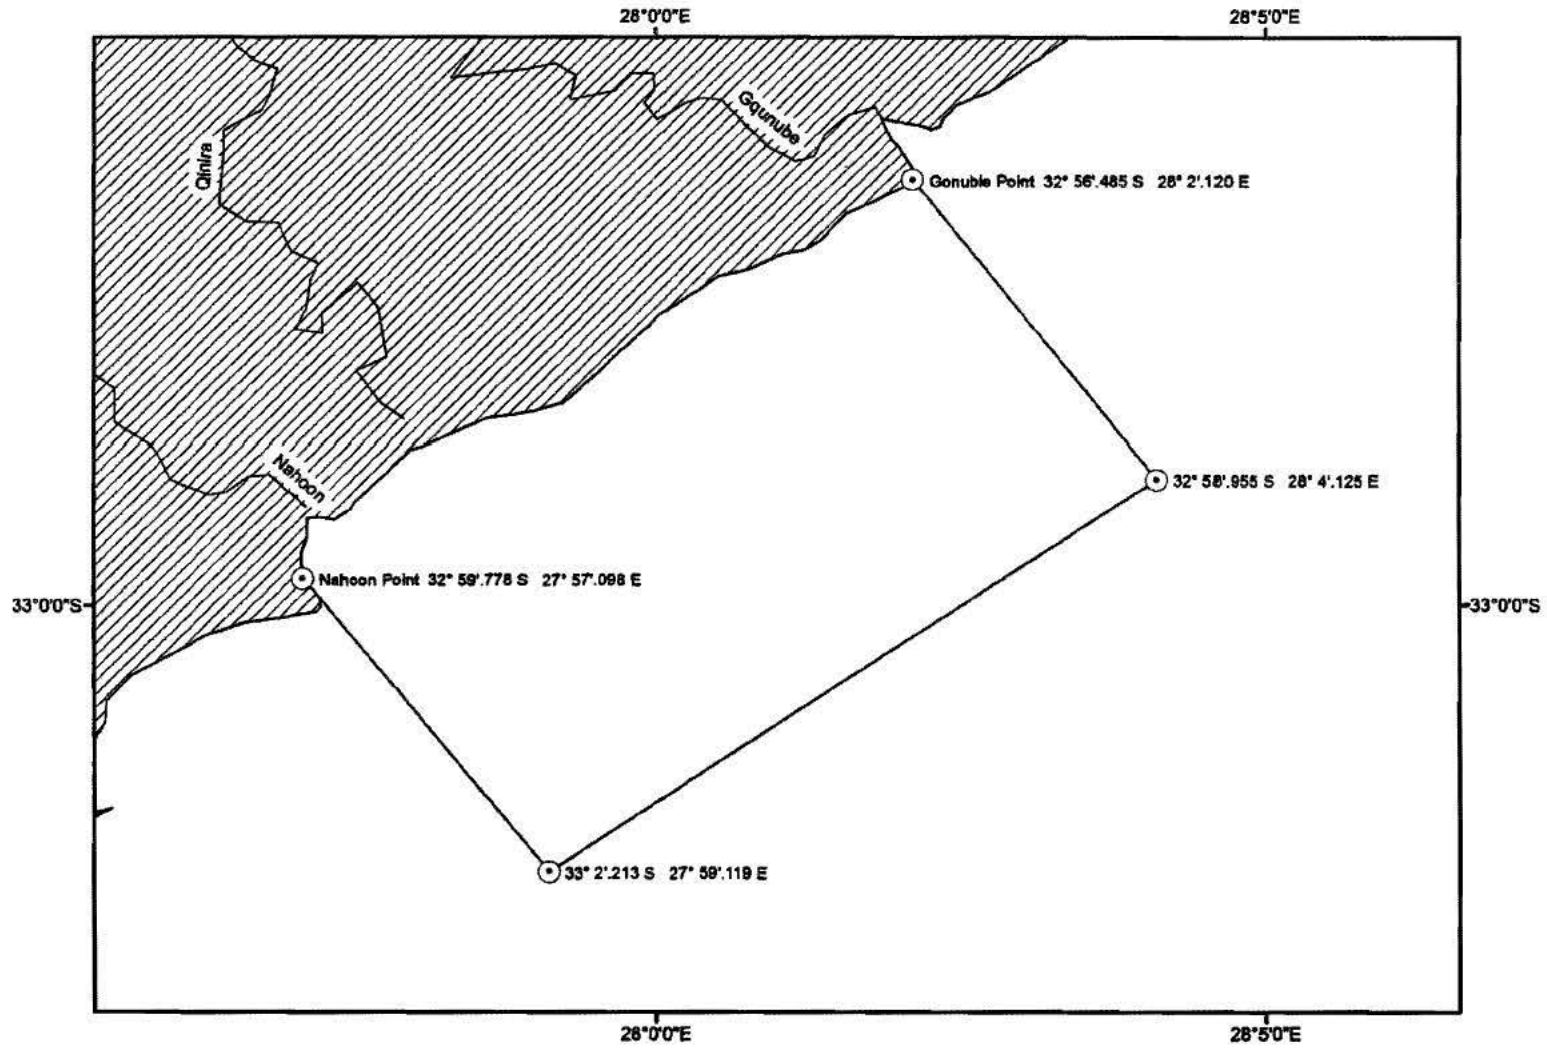 28°0'0"E
28°5'0"E
Gqunube
Qinira
Gonubie Point 32° 56'.485 S 28° 2'.120 E
Nahoon
32° 58'.955 S 28° 4'.125 E
Nahoon Point 32° 59'.778 S 27° 57'.098 E
33°0'0"S
33°0'0"S
33° 2'.213 S 27° 59'.119 E
28°0'0"E
28°5'0"E